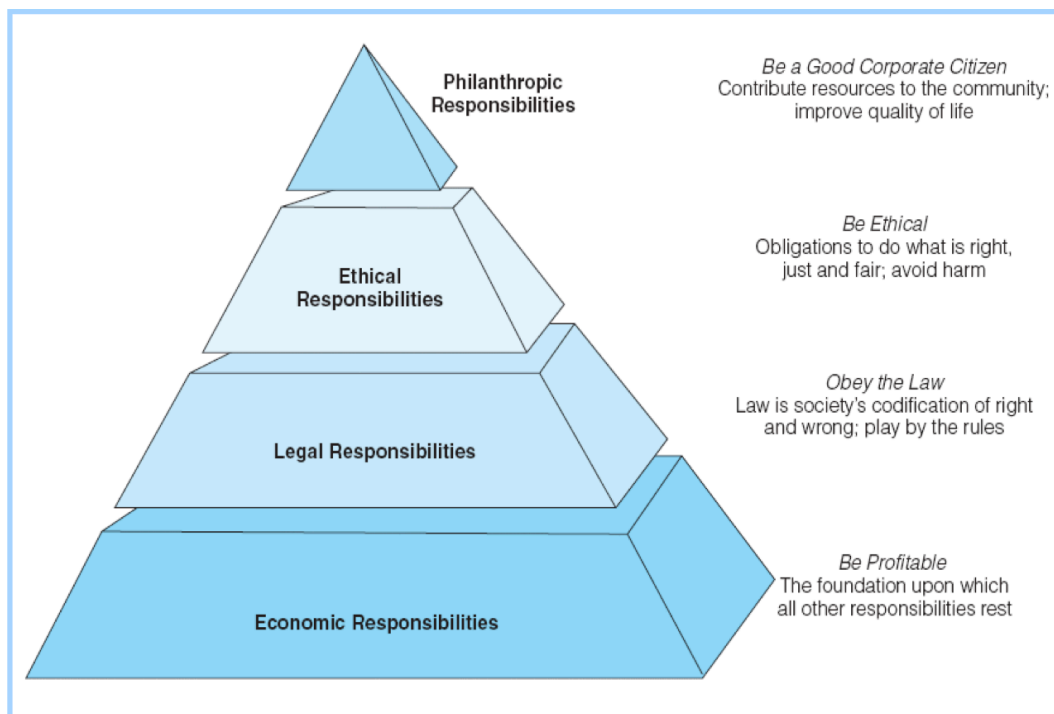 Philanthropic
Responsibilities
Be a Good Corporate Citizen
Contribute resources to the community;
improve quality of life
Ethical
Responsibilities
Be Ethical
Obligations to do what is right,
just and fair; avoid harm
Legal Responsibilities
Obey the Law
Law is society's codification of right
and wrong; play by the rules
Economic Responsibilities
Be Profitable
The foundation upon which
all other responsibilities rest